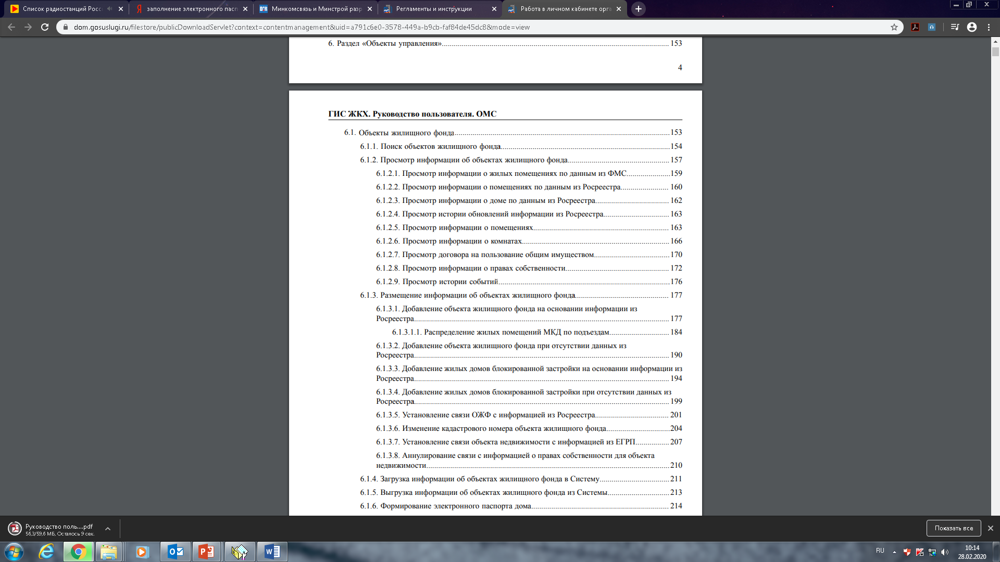 Список радиостанций Росс
заполнение электронного пасп
Минкомсвязь и Минстрой разр
Регламенты и инструкции
Работа в личном кабинете орга
dom.gosuslugi.ru/filestore/publicDownloadServlet?context=contentmanagement&uid=a791c6e0-3578-449a-b9cb-faf84de45dc8&mode=view
6. Раздел «Объекты управления» 153
4
ГИС ЖКХ. Руководство пользователя. ОМС
6.1. Объекты жилищного фонда 153
6.1.1. Поиск объектов жилищного фонда 154
6.1.2. Просмотр информации об объектах жилищного фонда 157
6.1.2.1. Просмотр информации о жилых помещениях по данным из ФМС 159
6.1.2.2. Просмотр информации о помещениях по данным из Росреестра 160
6.1.2.3. Просмотр информации о доме по данным из Росреестра 162
6.1.2.4. Просмотр истории обновлений информации из Росреестра 163
6.1.2.5. Просмотр информации о помещениях 163
6.1.2.6. Просмотр информации о комнатах 166
6.1.2.7. Просмотр договора на пользование общим имуществом 170
6.1.2.8. Просмотр информации о правах собственности 172
6.1.2.9. Просмотр истории событий 176
6.1.3. Размещение информации об объектах жилищного фонда 177
6.1.3.1. Добавление объекта жилищного фонда на основании информации из
Росреестра 177
6.1.3.1.1. Распределение жилых помещений МКД по подъездам 184
6.1.3.2. Добавление объекта жилищного фонда при отсутствии данных из
Росреестра 190
6.1.3.3. Добавление жилых домов блокированной застройки на основании информации из
Росреестра 194
6.1.3.4. Добавление жилых домов блокированной застройки при отсутствии данных из
Росреестра 199
6.1.3.5. Установление связи ОЖФ с информацией из Росреестра 201
6.1.3.6. Изменение кадастрового номера объекта жилищного фонда 204
6.1.3.7. Установление связи объекта недвижимости с информацией из ЕГРП 207
6.1.3.8. Аннулирование связи с информацией о правах собственности для объекта
недвижимости 210
6.1.4. Загрузка информации об объектах жилищного фонда в Систему 211
6.1.5. Выгрузка информации об объектах жилищного фонда из Системы 213
6.1.6. Формирование электронного паспорта дома 214
Руководство поль....pdf
56,3/59,6 МБ, Осталось 9 сек.
Показать все
RU
10:14
28.02.2020